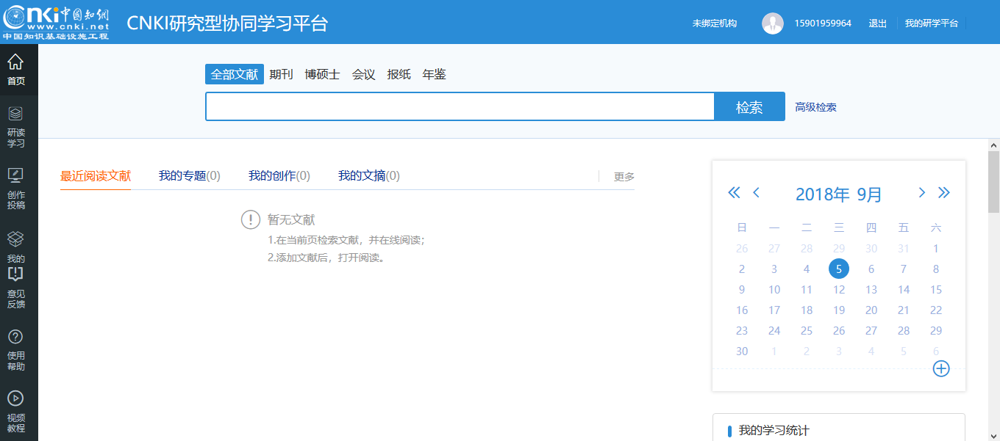 cnki中国知网
www.cnki.net
中国知识基础设施工程
CNKI研究型协同学习平台
未绑定机构
15901959964
退出
我的研学平台
首页
研读
学习
创作
投稿
我的
意见
反馈
使用
帮助
视频
教程
全部文献 期刊 博硕士 会议 报纸 年鉴
检索
高级检索
最近阅读文献 我的专题(0) 我的创作(0) 我的文摘(0) 更多
暂无文献
1.在当前页检索文献，并在线阅读；
2.添加文献后，打开阅读。
2018年 9月
日 一 二 三 四 五 六
26 27 28 29 30 31 1
2 3 4 5 6 7 8
9 10 11 12 13 14 15
16 17 18 19 20 21 22
23 24 25 26 27 28 29
30 1 2 3 4 5 6
我的学习统计